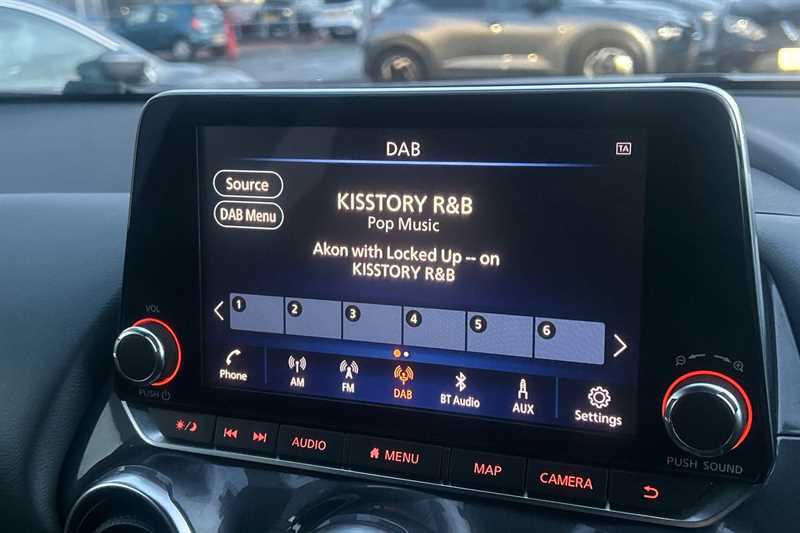 DAB
TA
Source
DAB Menu
KISSTORY R&B
Pop Music
Akon with Locked Up -- on
KISSTORY R&B
1 2 3 4 5 6
Phone
AM
FM
DAB
BT Audio
AUX
Settings
VOL
PUSH
AUDIO
MENU
MAP
CAMERA
PUSH SOUND